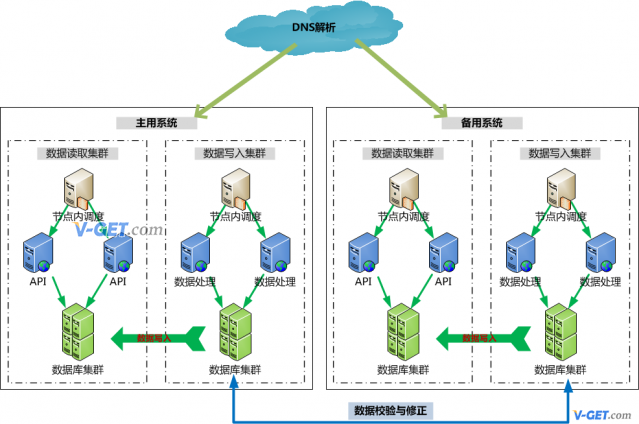 DNS解析
主用系统
备用系统
数据读取集群
数据写入集群
数据读取集群
数据写入集群
节点内调度
节点内调度
节点内调度
节点内调度
V-GET.com
API
API
数据处理
数据处理
API
API
数据处理
数据处理
数据写入
数据写入
数据库集群
数据库集群
数据库集群
数据库集群
数据校验与修正
V-GET.com